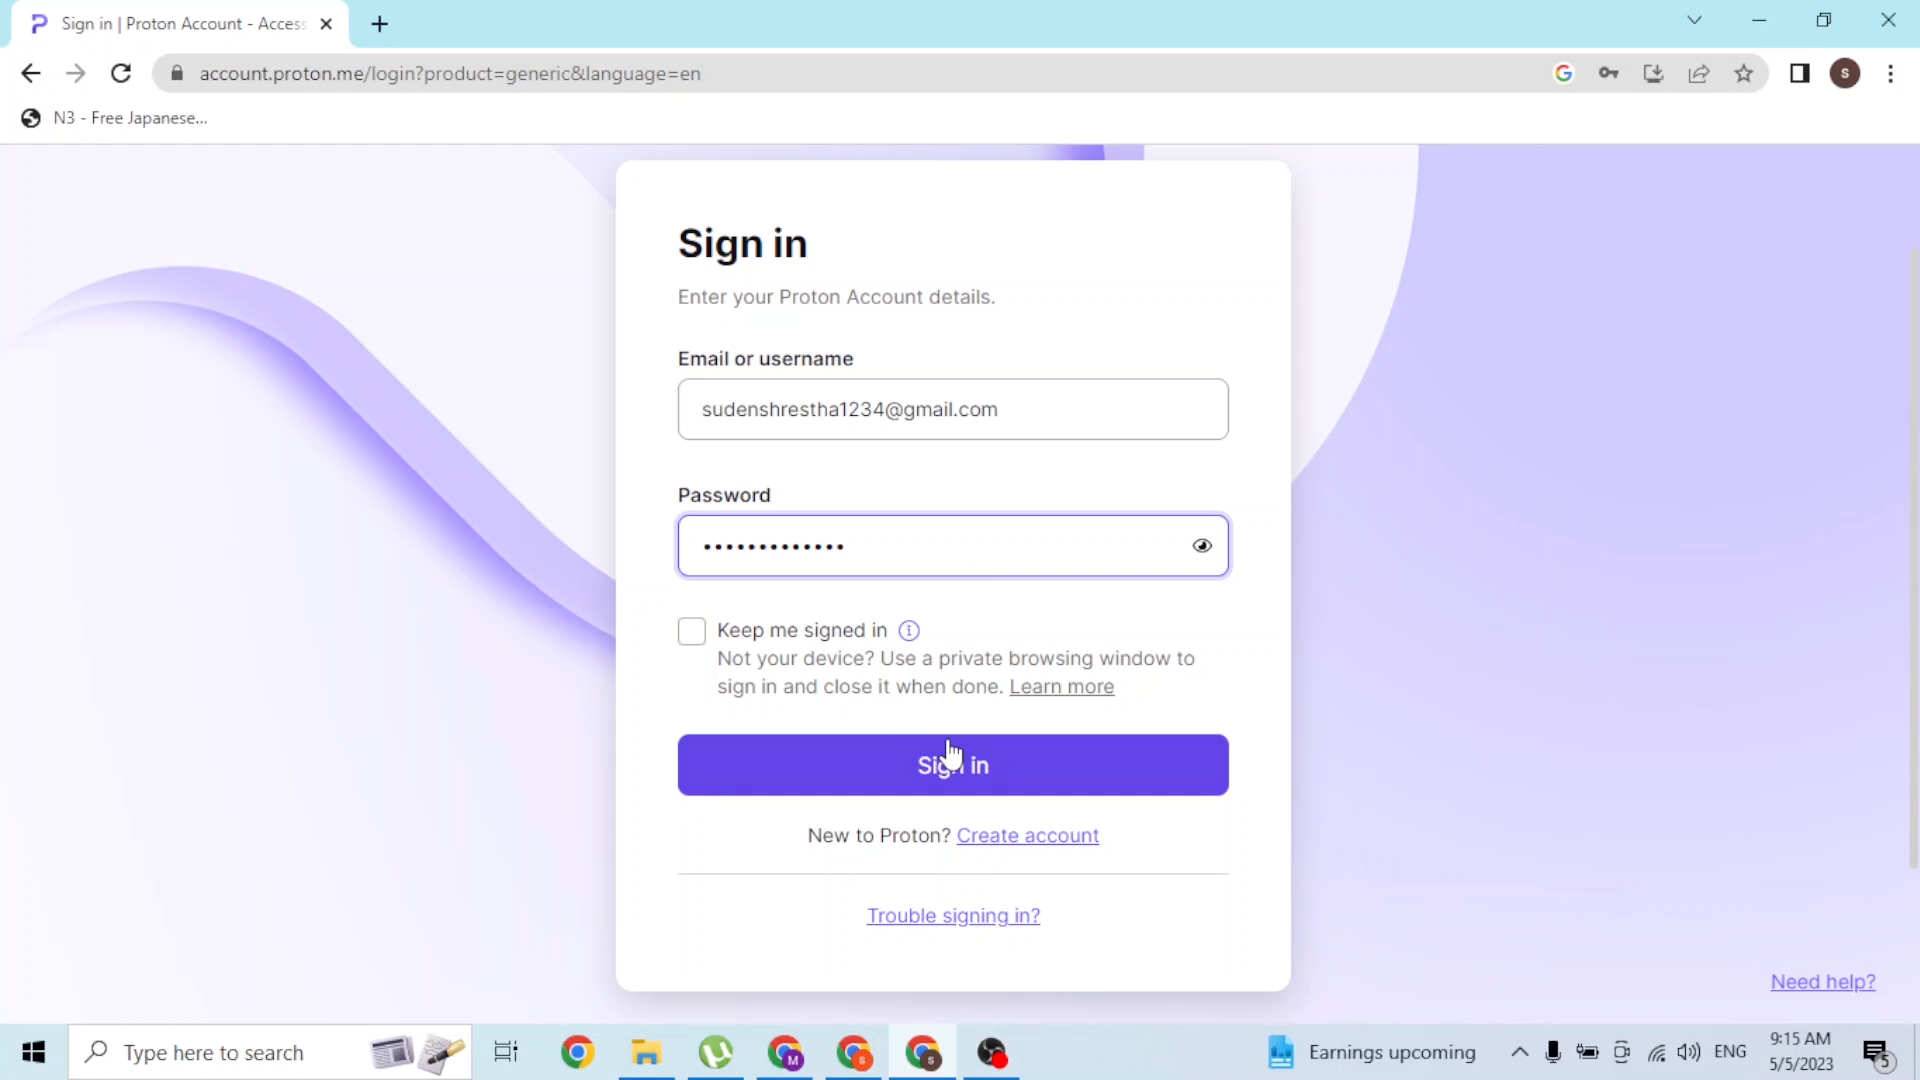 Sign in | Proton Account - Access
account.proton.me/login?product=generic&language=en
S
N3 - Free Japanese...
Sign in
Enter your Proton Account details.
Email or username
sudenshrestha1234@gmail.com
Password
•••••••••••••
Keep me signed in
Not your device? Use a private browsing window to
sign in and close it when done. Learn more
Sign in
New to Proton? Create account
Trouble signing in?
Need help?
Type here to search
M
S
S
Earnings upcoming
ENG
9:15 AM
5/5/2023
5